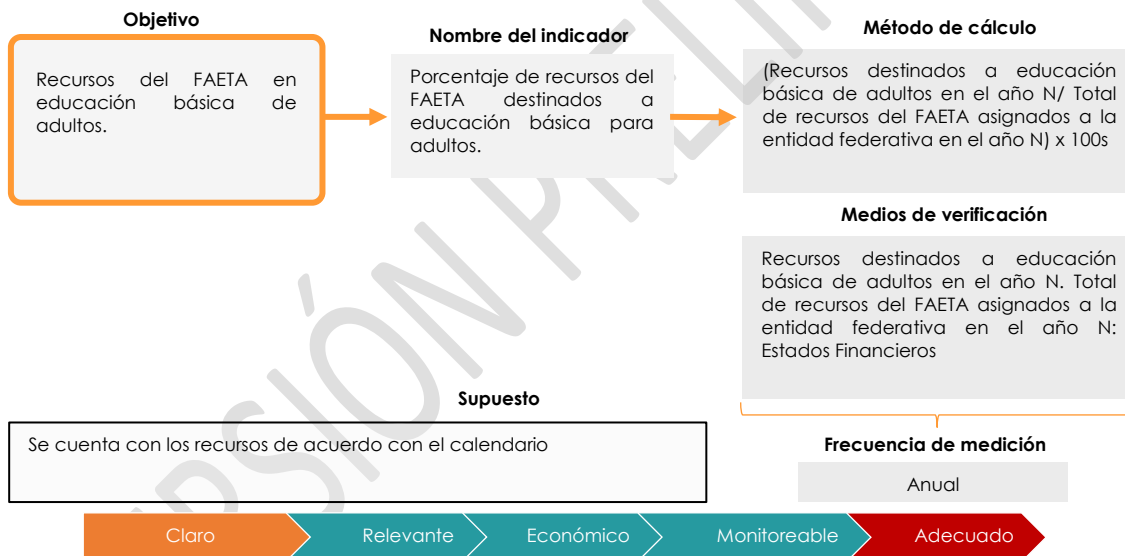 Objetivo
Recursos del FAETA en
educación básica de
adultos.
Nombre del indicador
Porcentaje de recursos del
FAETA destinados a
educación básica para
adultos.
Método de cálculo
(Recursos destinados a educación
básica de adultos en el año N/ Total
de recursos del FAETA asignados a la
entidad federativa en el año N) x 100s
Medios de verificación
Recursos destinados a educación
básica de adultos en el año N. Total
de recursos del FAETA asignados a la
entidad federativa en el año N:
Estados Financieros
Supuesto
Se cuenta con los recursos de acuerdo con el calendario
Frecuencia de medición
Anual
Claro
Relevante
Económico
Monitoreable
Adecuado